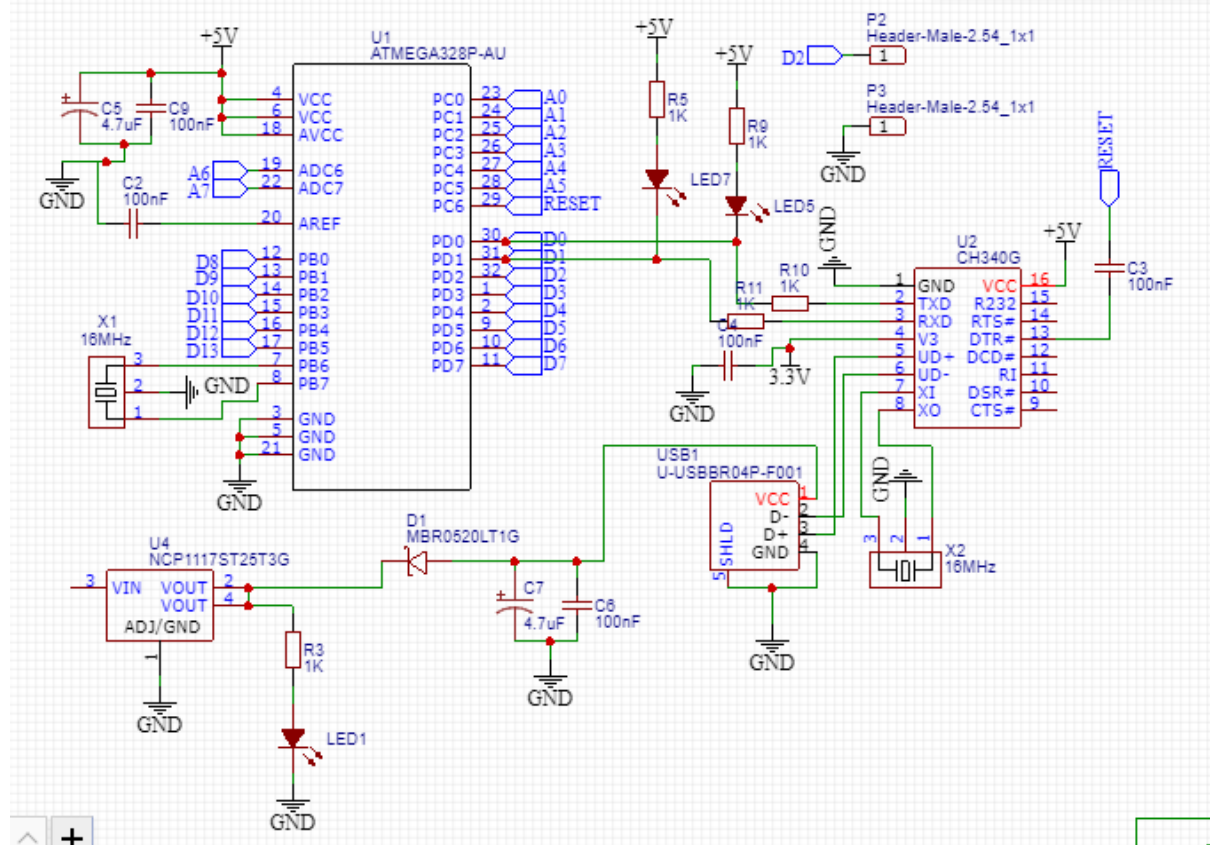 +5V
U1
ATMEGA328P-AU
C5
4.7uF
C9
100nF
GND
C2
100nF
A6
A7
4
6
18
19
22
20
VCC
VCC
AVCC
ADC6
ADC7
AREF
D8
D9
D10
D11
D12
D13
12
13
14
15
16
17
7
8
3
5
21
PB0
PB1
PB2
PB3
PB4
PB5
PB6
PB7
GND
GND
GND
GND
X1
16MHz
3
2
1
GND
PC0
PC1
PC2
PC3
PC4
PC5
PC6
PD0
PD1
PD2
PD3
PD4
PD5
PD6
PD7
23
24
25
26
27
28
29
30
31
32
1
2
9
10
11
A0
A1
A2
A3
A4
A5
RESET
D0
D1
D2
D3
D4
D5
D6
D7
+5V
R5
1K
LED7
+5V
R9
1K
LED5
P2
Header-Male-2.54_1x1
D2
1
P3
Header-Male-2.54_1x1
1
GND
RESET
C3
100nF
+5V
GND
U2
CH340G
R10
1K
R11
1K
C4
100nF
GND
3.3V
1
2
3
4
5
6
7
8
GND
TXD
RXD
V3
UD+
UD-
XI
XO
VCC
R232
RTS#
DTR#
DCD#
RI
DSR#
CTS#
16
15
14
13
12
11
10
9
USB1
U-USBBR04P-F001
VCC
D-
D+
GND
1
2
3
4
SHLD
5
GND
GND
3
2
1
X2
16MHz
U4
NCP1117ST25T3G
3
VIN
VOUT
VOUT
ADJ/GND
2
4
1
GND
D1
MBR0520LT1G
C7
4.7uF
C6
100nF
GND
R3
1K
LED1
GND